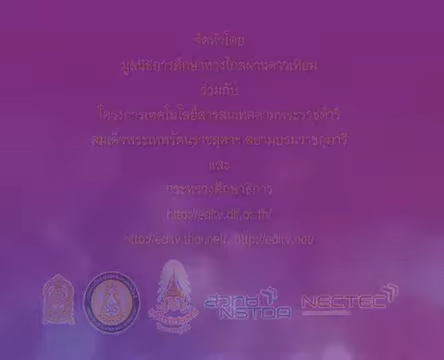 จัดทำโดย
มูลนิธิการศึกษาทางไกลผ่านดาวเทียม
ร่วมกับ
โครงการเทคโนโลยีสารสนเทศตามพระราชดำริ
สมเด็จพระเทพรัตนราชสุดาฯ สยามบรมราชกุมารี
และ
กระทรวงศึกษาธิการ
http://edltv.dlf.ac.th/
http://edltv.thai.net/, http://edltv.net/
สวทช NSTDA NECTEC